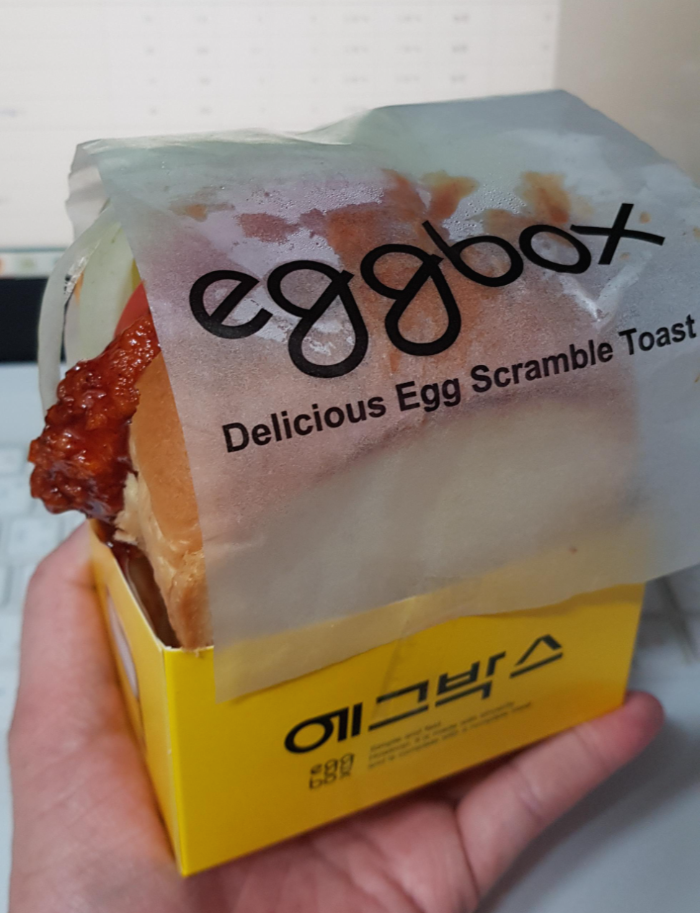 eggbox
Delicious Egg Scramble Toast
에그박스
egg
box